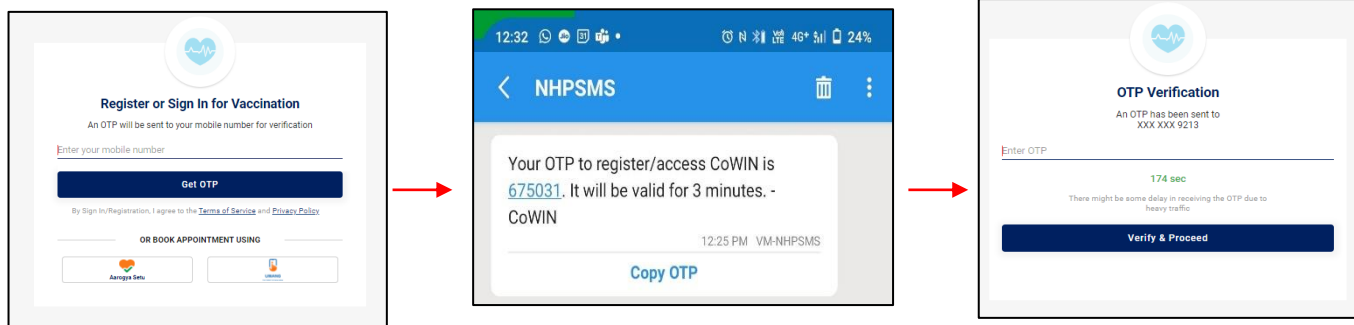 Register or Sign In for Vaccination
An OTP will be sent to your mobile number for verification
Enter your mobile number
Get OTP
By Sign In/Registration, I agree to the Terms of Service and Privacy Policy
OR BOOK APPOINTMENT USING
Aarogya Setu
12:32 31 4G+ 24%
NHPSMS
Your OTP to register/access CoWIN is
675031. It will be valid for 3 minutes. -
CoWIN
12:25 PM VM-NHPSMS
Copy OTP
OTP Verification
An OTP has been sent to
XXX XXX 9213
Enter OTP
174 sec
There might be some delay in receiving the OTP due to
heavy traffic
Verify & Proceed